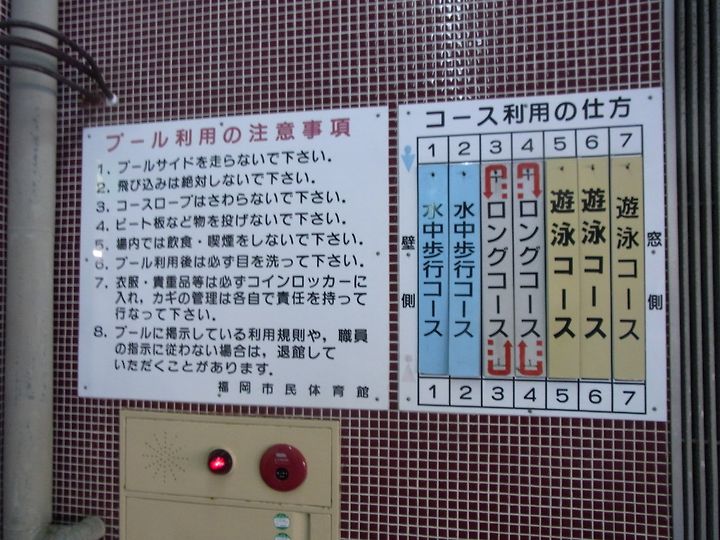 プール利用の注意事項
1、プールサイドを走らないで下さい。
2、飛び込みは絶対しないで下さい。
3、コースロープはさわらないで下さい。
4、ビート板など物を投げないで下さい。
5、場内では飲食・喫煙をしないで下さい。
6、プール利用後は必ず目を洗って下さい。
7、衣服・貴重品等は必ずコインロッカーに
入れ，カギの管理は各自で責任を持って
行なって下さい。
8、プールに掲示している利用規則や，職員
の指示に従わない場合は，退館して
いただくことがあります。
福岡市民体育館
コース利用の仕方
1 2 3 4 5 6 7
壁側
水中歩行コース
水中歩行コース
ロングコース
ロングコース
遊泳コース
遊泳コース
遊泳コース
窓側
1 2 3 4 5 6 7